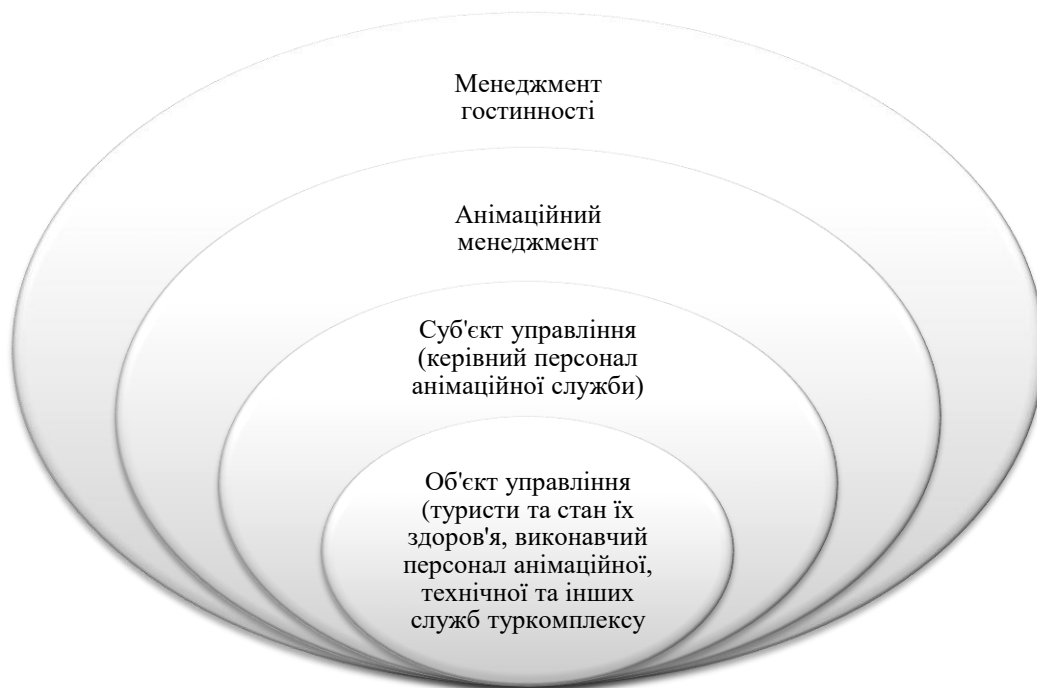 Менеджмент
гостинності
Анімаційний
менеджмент
Суб'єкт управління
(керівний персонал
анімаційної служби)
Об'єкт управління
(туристи та стан їх
здоров'я, виконавчий
персонал анімаційної,
технічної та інших
служб туркомплексу